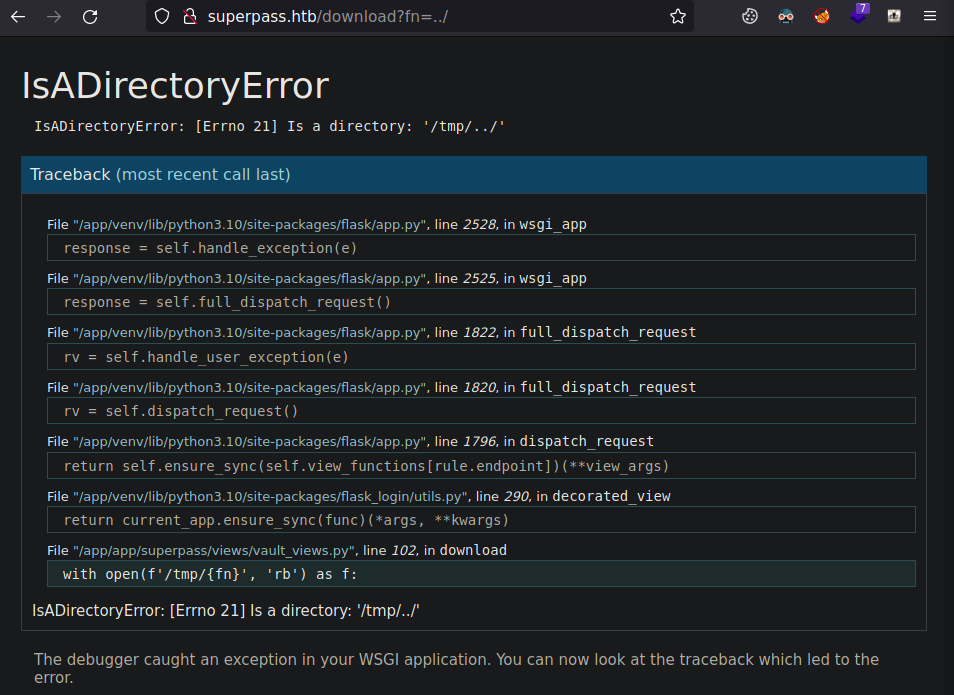 superpass.htb/download?fn=../
7
IsADirectoryError
IsADirectoryError: [Errno 21] Is a directory: '/tmp/../'
Traceback (most recent call last)
File "/app/venv/lib/python3.10/site-packages/flask/app.py", line 2528, in wsgi_app
response = self.handle_exception(e)
File "/app/venv/lib/python3.10/site-packages/flask/app.py", line 2525, in wsgi_app
response = self.full_dispatch_request()
File "/app/venv/lib/python3.10/site-packages/flask/app.py", line 1822, in full_dispatch_request
rv = self.handle_user_exception(e)
File "/app/venv/lib/python3.10/site-packages/flask/app.py", line 1820, in full_dispatch_request
rv = self.dispatch_request()
File "/app/venv/lib/python3.10/site-packages/flask/app.py", line 1796, in dispatch_request
return self.ensure_sync(self.view_functions[rule.endpoint])(**view_args)
File "/app/venv/lib/python3.10/site-packages/flask_login/utils.py", line 290, in decorated_view
return current_app.ensure_sync(func)(*args, **kwargs)
File "/app/app/superpass/views/vault_views.py", line 102, in download
with open(f'/tmp/{fn}', 'rb') as f:
IsADirectoryError: [Errno 21] Is a directory: '/tmp/../'
The debugger caught an exception in your WSGI application. You can now look at the traceback which led to the
error.